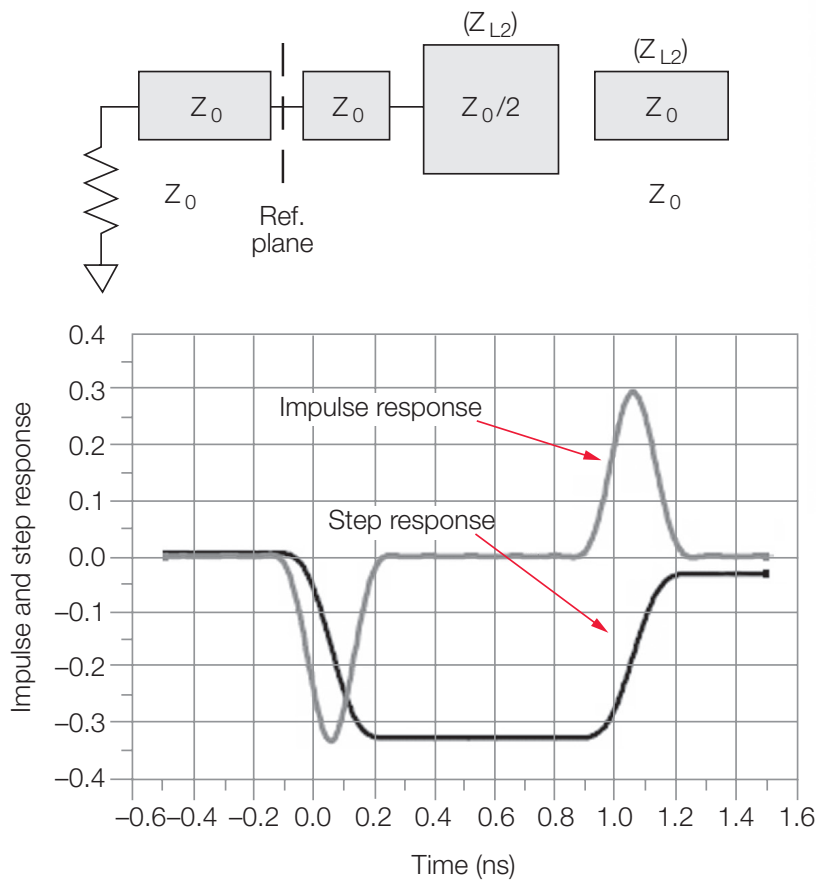 (Z L2)
(Z L2)
Z 0
Z 0
Z 0 /2
Z 0
Z 0
Z 0
Ref.
plane
0.4
0.3
0.2
0.1
0.0
–0.1
–0.2
–0.3
–0.4
Impulse and step response
Impulse response
Step response
–0.6 –0.4 –0.2 0.0 0.2 0.4 0.6 0.8 1.0 1.2 1.4 1.6
Time (ns)